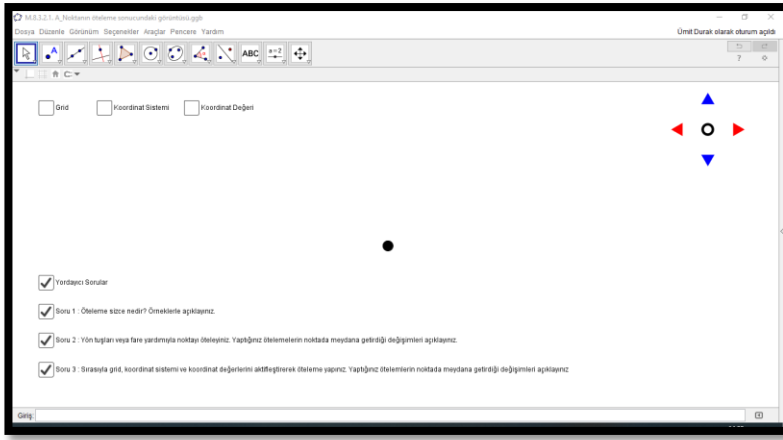 M.8.3.2.1. A_Noktanın öteleme sonucundaki görüntüsü.ggb
Dosya Düzenle Görünüm Seçenekler Araçlar Pencere Yardım
Ümit Durak olarak oturum açıldı
A
ABC
a=2
Grid
Koordinat Sistemi
Koordinat Değeri
Yordayıcı Sorular
Soru 1 : Öteleme sizce nedir? Örneklerle açıklayınız.
Soru 2 : Yön tuşları veya fare yardımıyla noktayı öteleyiniz. Yaptığınız ötelemelerin noktada meydana getirdiği değişimleri açıklayınız.
Soru 3 : Sırasıyla grid, koordinat sistemi ve koordinat değerlerini aktifleştirerek öteleme yapınız. Yaptığınız ötelemlerin noktada meydana getirdiği değişimleri açıklayınız
Giriş: